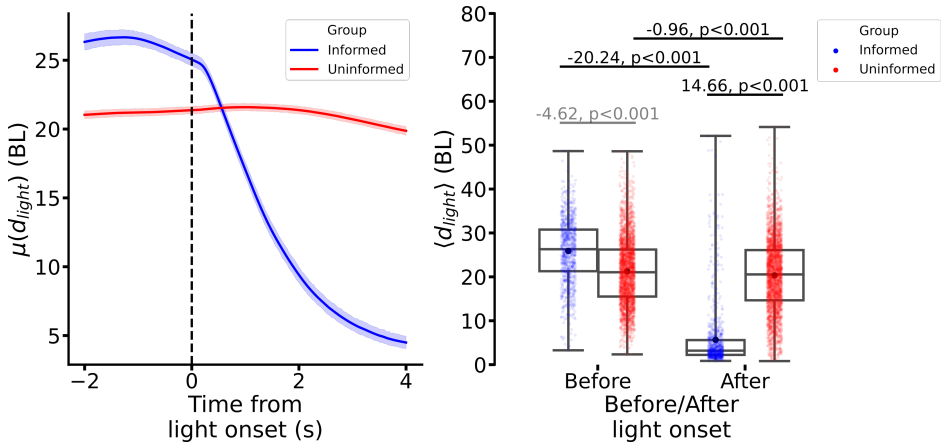 μ(d_light) (BL)
25
20
15
10
5
−2
0
2
4
Time from
light onset (s)
Group
Informed
Uninformed
⟨d_light⟩ (BL)
80
70
60
50
40
30
20
10
0
-0.96, p<0.001
-20.24, p<0.001
14.66, p<0.001
-4.62, p<0.001
Before
After
Before/After
light onset
Group
Informed
Uninformed